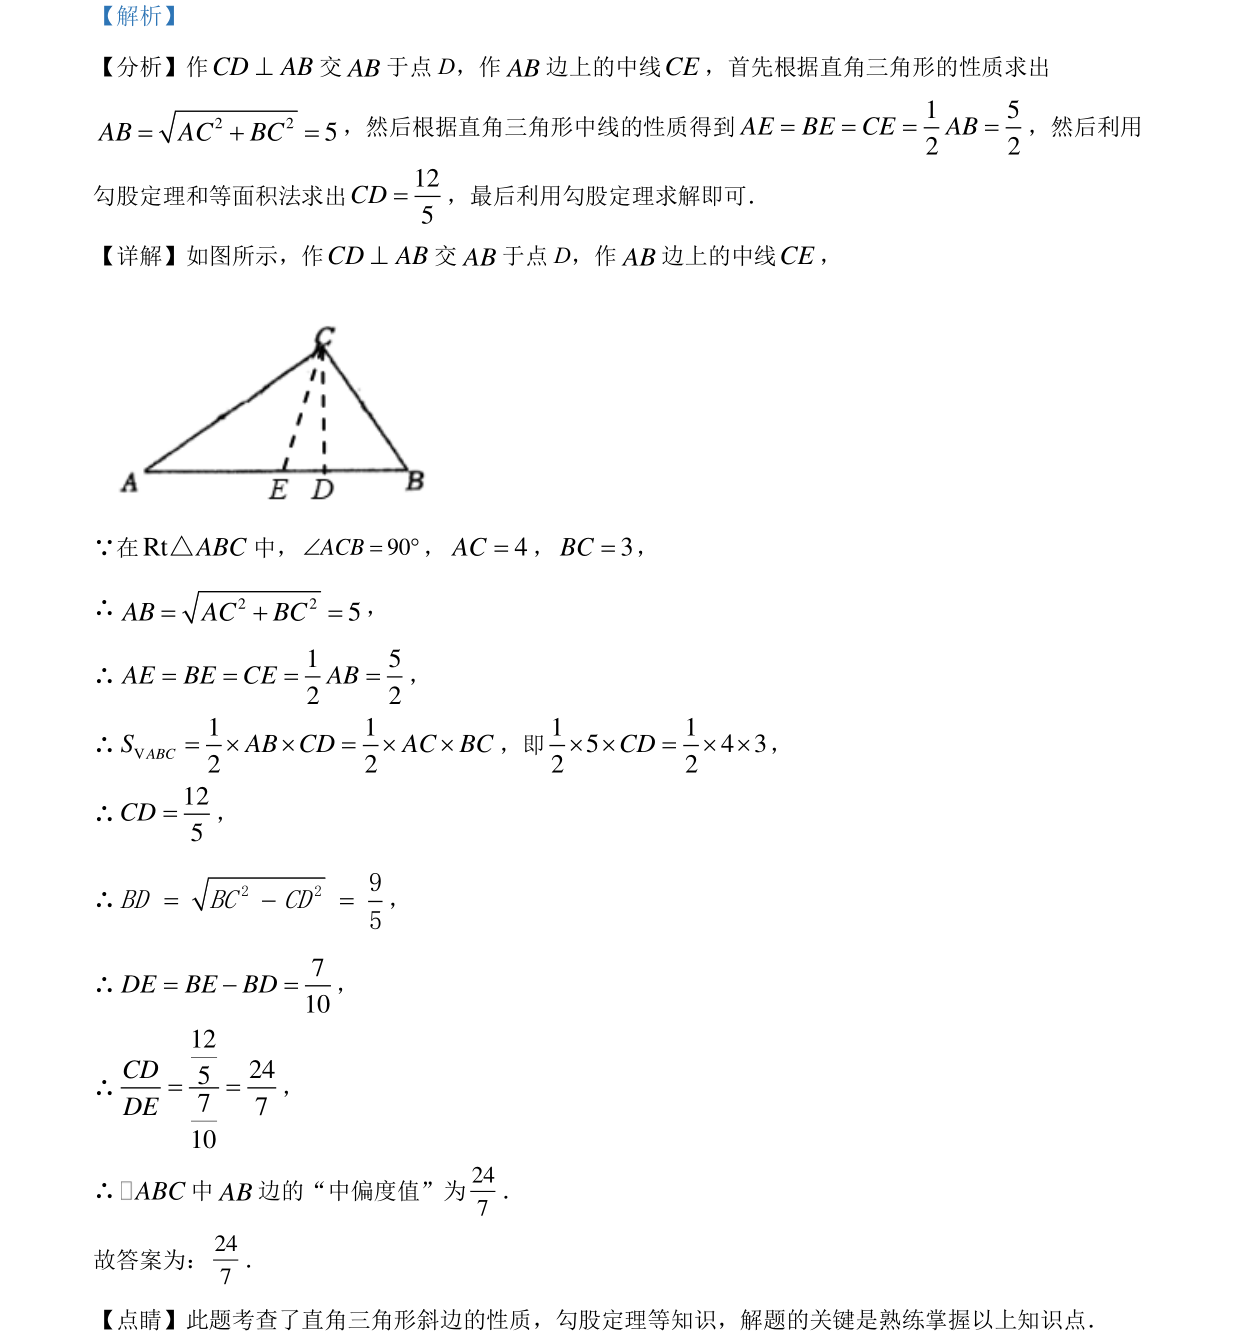 【解析】
【分析】作CD⊥AB交AB于点D，作AB边上的中线CE，首先根据直角三角形的性质求出
AB=√(AC²+BC²)=5，然后根据直角三角形中线的性质得到AE=BE=CE=1/2AB=5/2，然后利用
勾股定理和等面积法求出CD=12/5，最后利用勾股定理求解即可．
【详解】如图所示，作CD⊥AB交AB于点D，作AB边上的中线CE，
C
A E D B
∵在Rt△ABC中，∠ACB=90°，AC=4，BC=3，
∴AB=√(AC²+BC²)=5，
∴AE=BE=CE=1/2AB=5/2，
∴S▽ABC=1/2×AB×CD=1/2×AC×BC，即1/2×5×CD=1/2×4×3，
∴CD=12/5，
∴BD=√(BC²−CD²)=9/5，
∴DE=BE−BD=7/10，
∴CD/DE=(12/5)/(7/10)=24/7，
∴□ABC中AB边的“中偏度值”为24/7．
故答案为：24/7．
【点睛】此题考查了直角三角形斜边的性质，勾股定理等知识，解题的关键是熟练掌握以上知识点．